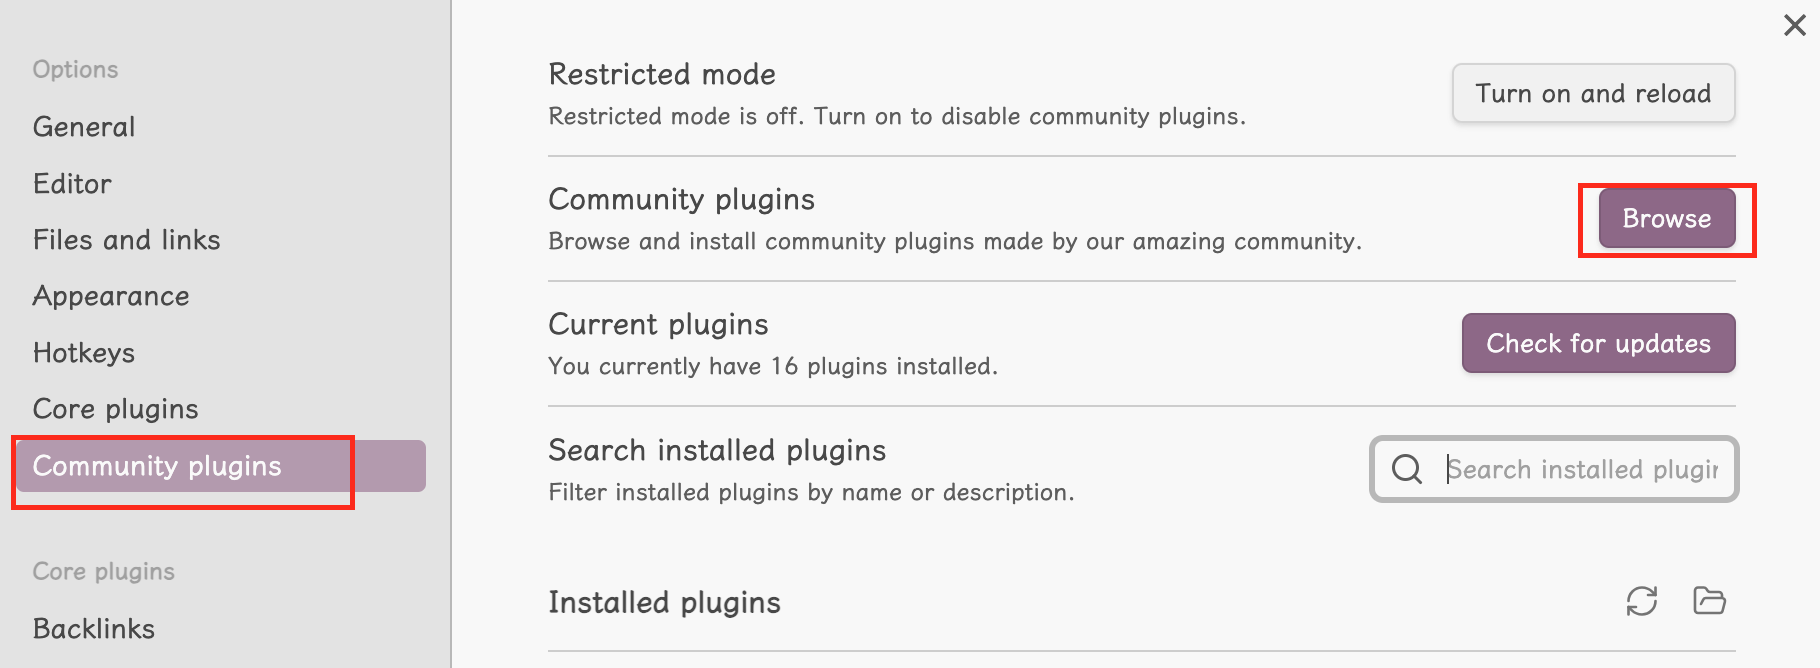 Options
General
Editor
Files and links
Appearance
Hotkeys
Core plugins
Community plugins
Core plugins
Backlinks
Restricted mode
Restricted mode is off. Turn on to disable community plugins.
Turn on and reload
Community plugins
Browse and install community plugins made by our amazing community.
Browse
Current plugins
You currently have 16 plugins installed.
Check for updates
Search installed plugins
Filter installed plugins by name or description.
Search installed plugin
Installed plugins